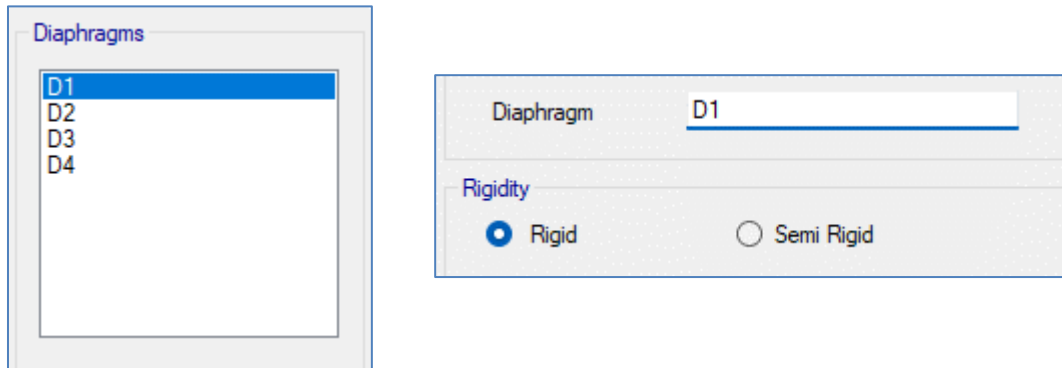 Diaphragms
D1
D2
D3
D4
Diaphragm D1
Rigidity
Rigid Semi Rigid